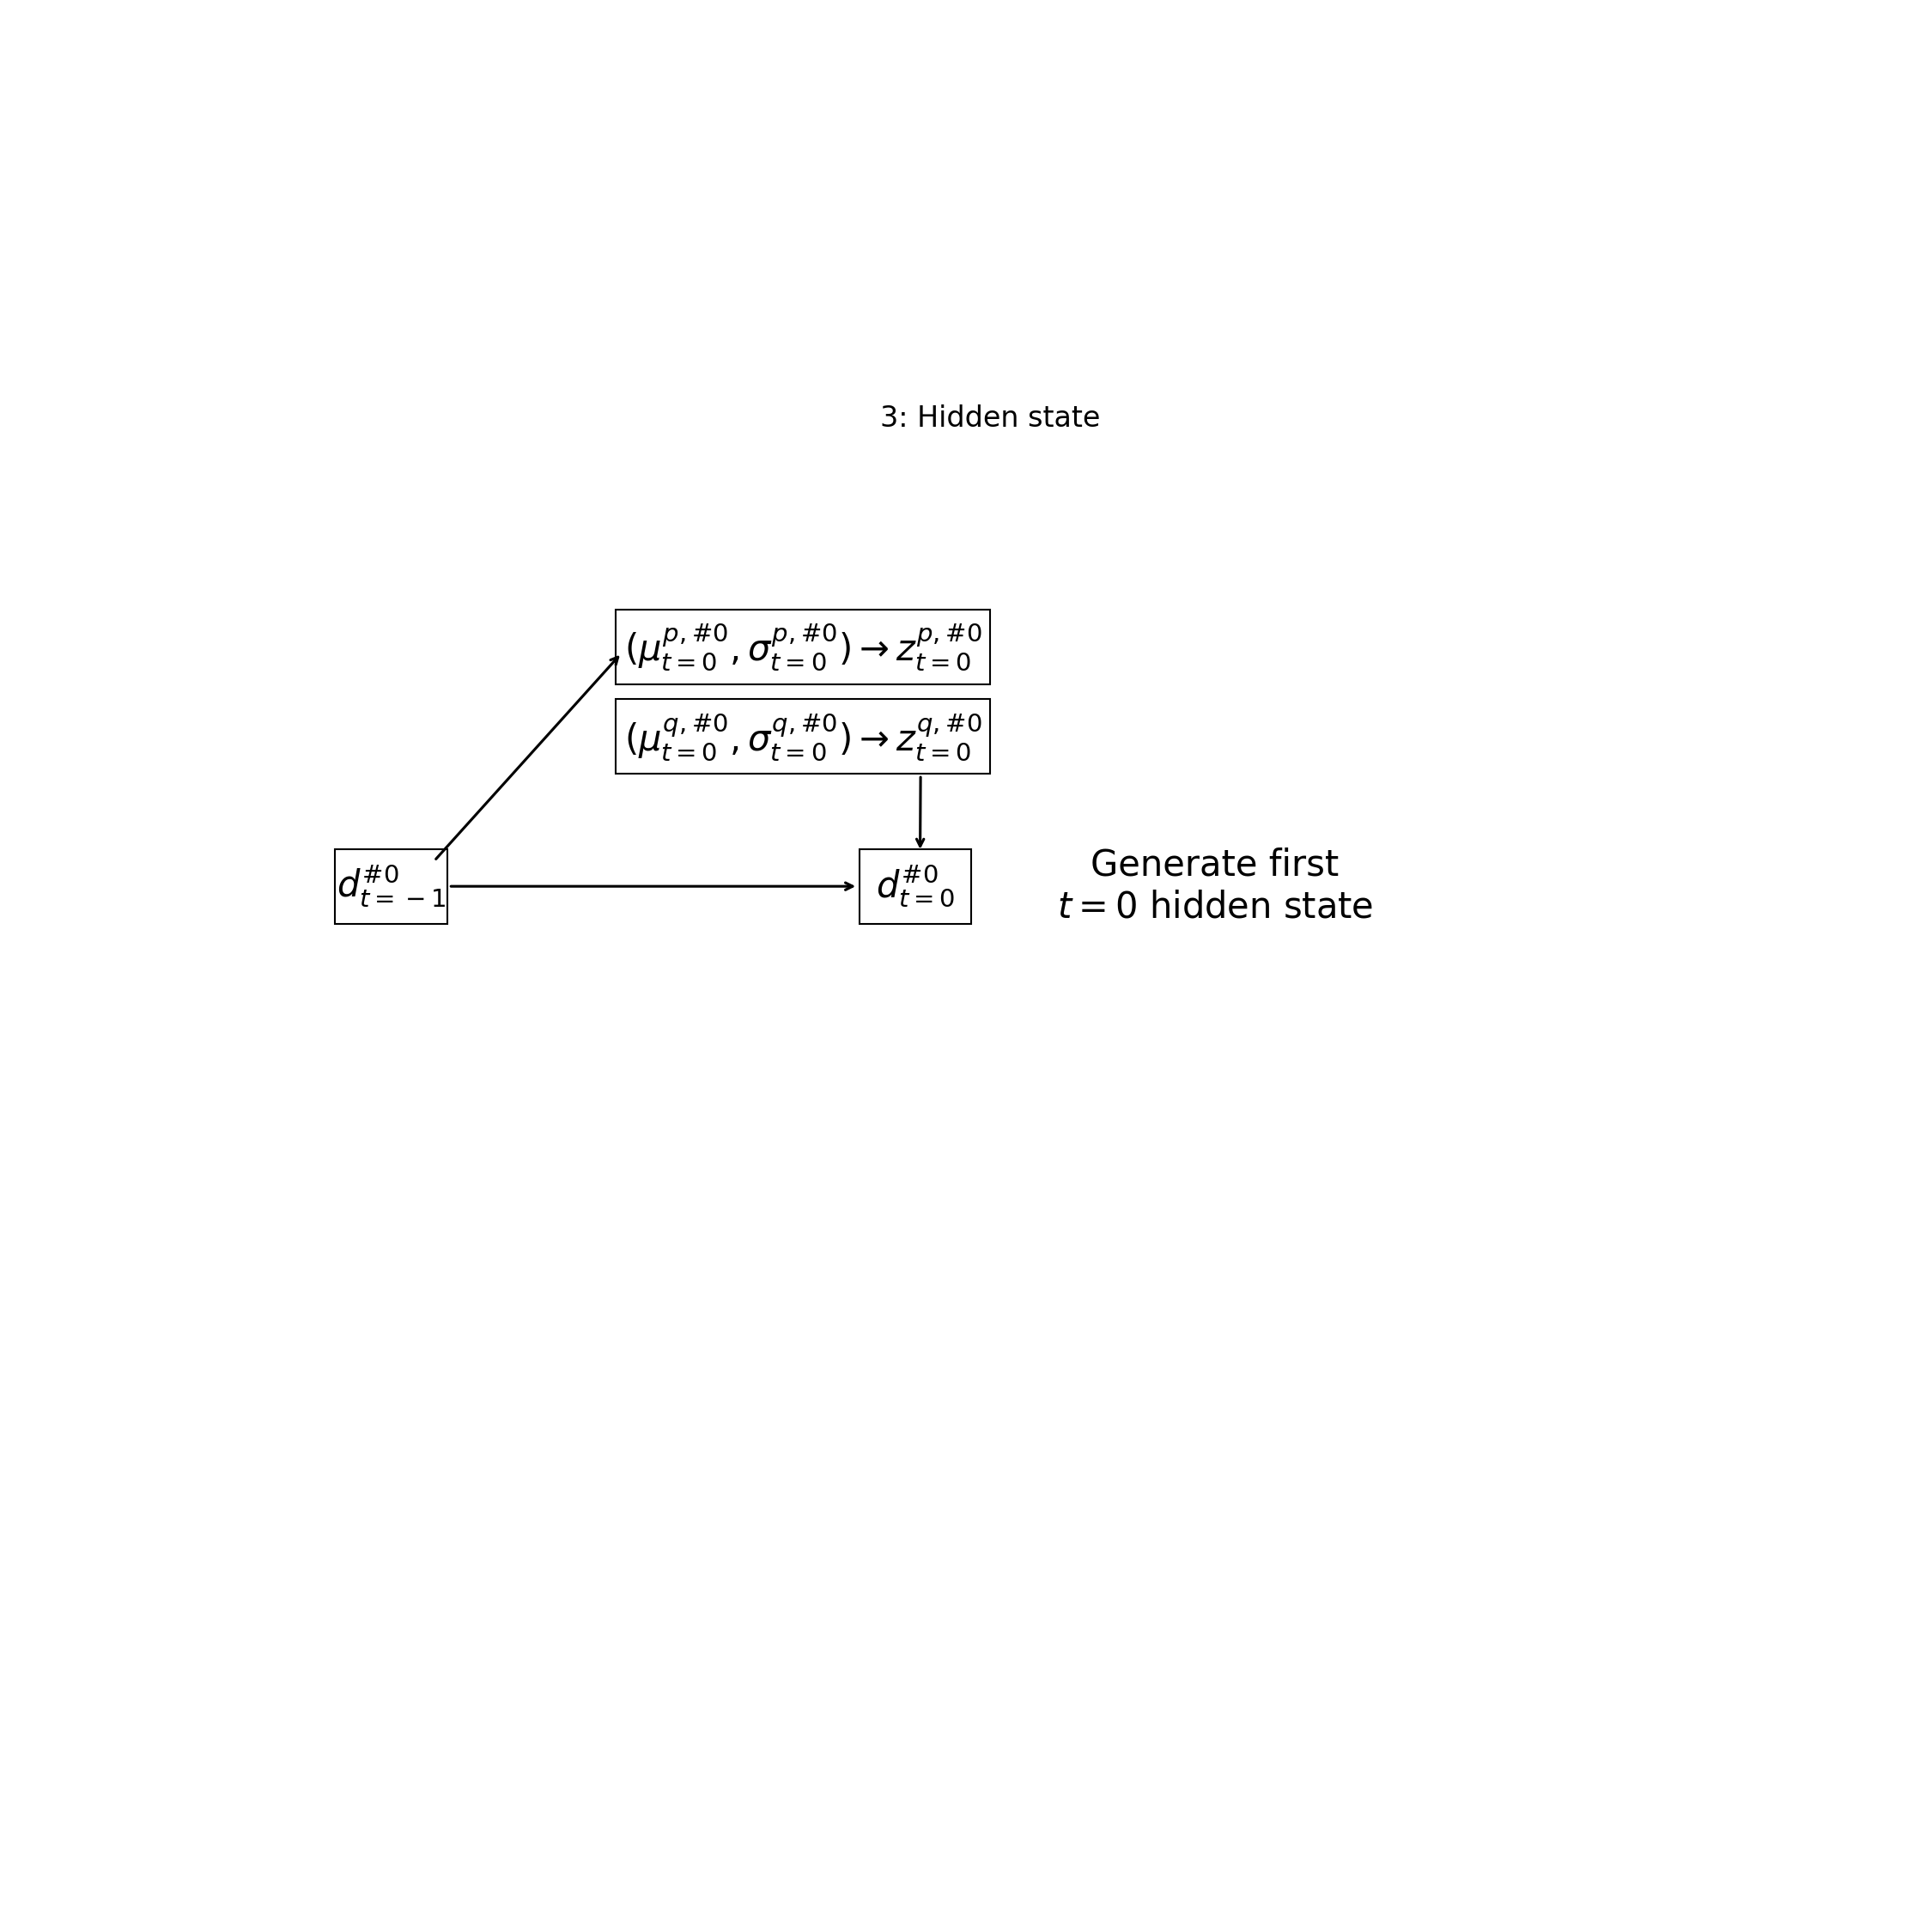 3: Hidden state
$(\mu_{t=0}^{p,\#0}, \sigma_{t=0}^{p,\#0}) \rightarrow z_{t=0}^{p,\#0}$
$(\mu_{t=0}^{q,\#0}, \sigma_{t=0}^{q,\#0}) \rightarrow z_{t=0}^{q,\#0}$
$d_{t=-1}^{\#0}$
$d_{t=0}^{\#0}$
Generate first
$t = 0$ hidden state